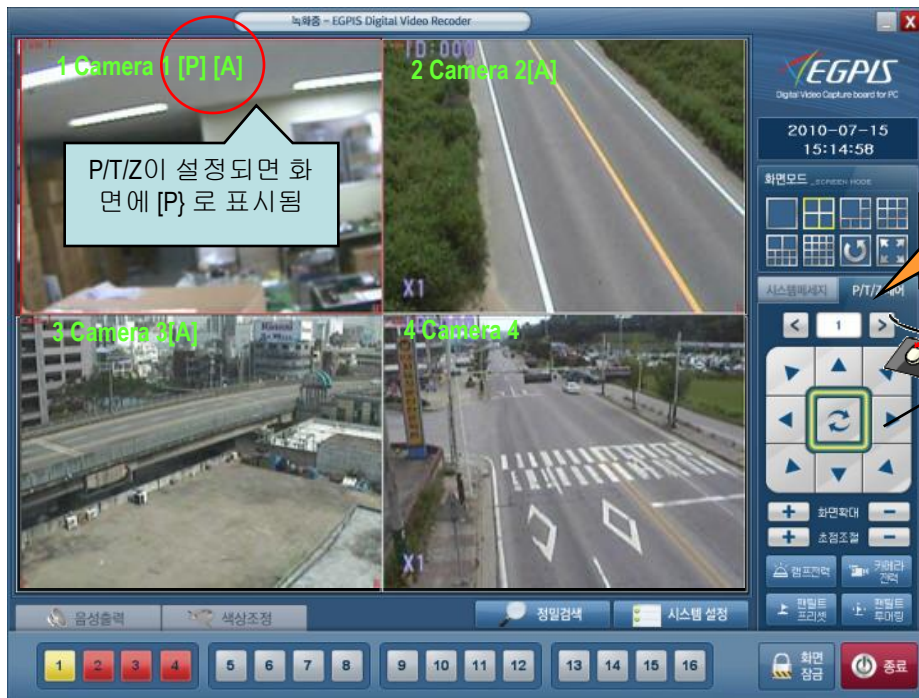 녹화중 - EGPIS Digital Video Recoder
X
1 Camera 1 [P] [A]
ID:000
2 Camera 2[A]
P/T/Z이 설정되면 화
면에 [P} 로 표시됨
X1
3 Camera 3[A]
4 Camera 4
X1
EGPIS
Digital Video Capture board for PC
2010-07-15
15:14:58
화면모드 _SCREEN MODE
시스템메세지
P/T/Z제어
< 1 >
+ 화면확대 -
+ 초점조절 -
램프전력
카메라
전력
팬틸트
프리셋
팬틸트
투어링
음성출력
색상조정
정밀검색
시스템 설정
1 2 3 4 5 6 7 8 9 10 11 12 13 14 15 16
화면
잠금
종료